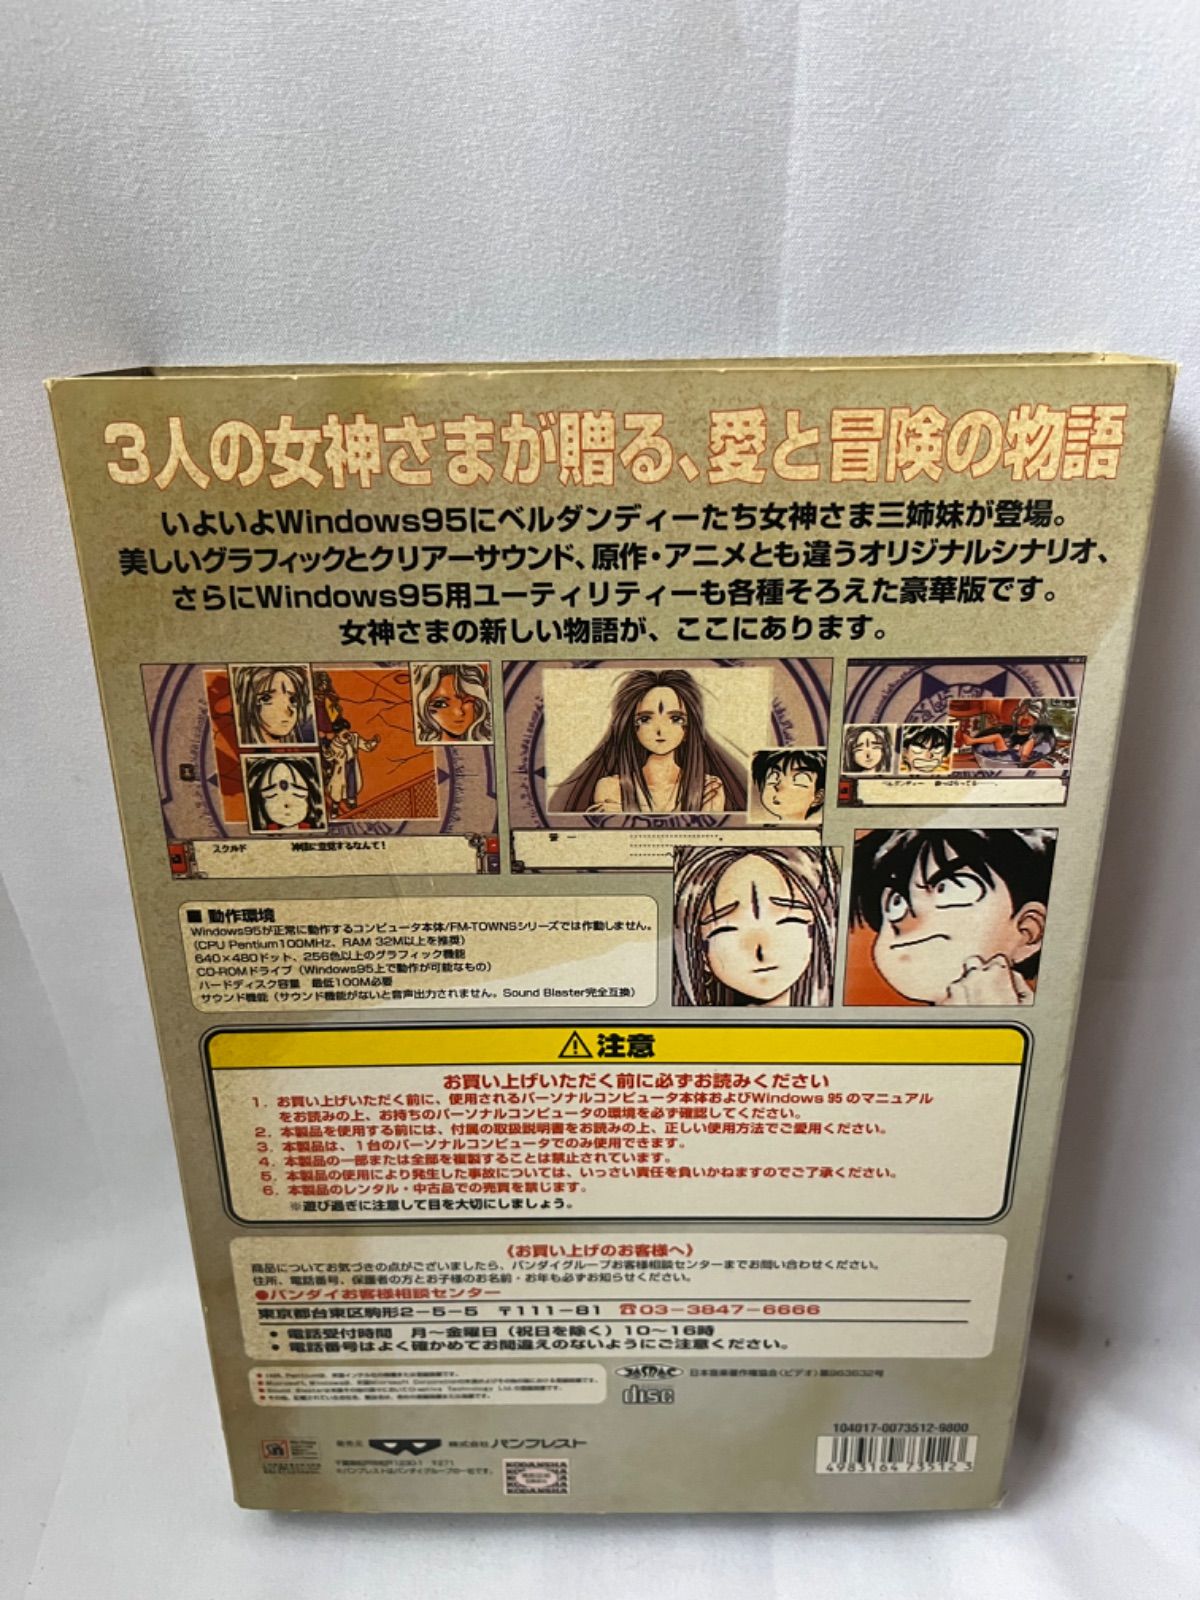 3人の女神さまが贈る、愛と冒険の物語
いよいよWindows95にベルダンディーたち女神さま三姉妹が登場。
美しいグラフィックとクリアーサウンド、原作・アニメとも違うオリジナルシナリオ、
さらにWindows95用ユーティリティーも各種そろえた豪華版です。
女神さまの新しい物語が、ここにあります。
スクルド
■ 動作環境
Windows95が正常に動作するコンピュータ本体/FM-TOWNSシリーズでは作動しません。
(CPU Pentium100MHz、RAM 32M以上を推奨)
640×480ドット、256色以上のグラフィック機能
CD-ROMドライブ(Windows95上で動作が可能なもの)
ハードディスク容量 最低100M必要
サウンド機能(サウンド機能がないと音声出力されません。Sound Blaster完全互換)
注意
お買い上げいただく前に必ずお読みください
1. お買い上げいただく前に、使用されるパーソナルコンピュータ本体およびWindows 95のマニュアル
をお読みの上、お持ちのパーソナルコンピュータの環境を必ず確認してください。
2. 本製品を使用する前には、付属の取扱説明書をお読みの上、正しい使用方法でご愛用ください。
3. 本製品は、1台のパーソナルコンピュータでのみ使用できます。
4. 本製品の一部または全部を複製することは禁止されています。
5. 本製品の使用により発生した事故については、いっさい責任を負いかねますのでご了承ください。
6. 本製品のレンタル・中古品での売買を禁じます。
※遊び過ぎに注意して目を大切にしましょう。
《お買い上げのお客様へ》
商品についてお気づきの点がございましたら、バンダイグループお客様相談センターまでお問い合わせください。
住所、電話番号、保護者の方とお子様のお名前・お年も必ずお知らせください。
●バンダイお客様相談センター
東京都台東区駒形2-5-5 〒111-81 ☎03-3847-6666
● 電話受付時間 月~金曜日(祝日を除く)10~16時
● 電話番号はよく確かめてお間違えのないようにご注意ください。
JASRAC 日本音楽著作権協会(ビデオ)第963632号
disc
104017-0073512-9800
発売元 株式会社バンプレスト
※バンプレストはバンダイグループの一社です。
KODANSHA
4983164735123